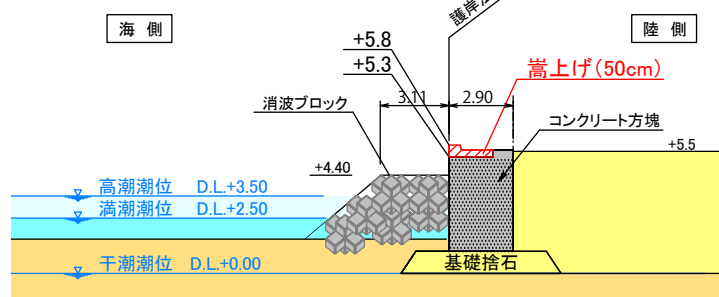 海 側
護岸
陸 側
+5.8
+5.3
嵩上げ(50cm)
3.11
2.90
消波ブロック
コンクリート方塊
+5.5
+4.40
高潮潮位 D.L.+3.50
満潮潮位 D.L.+2.50
干潮潮位 D.L.+0.00
基礎捨石